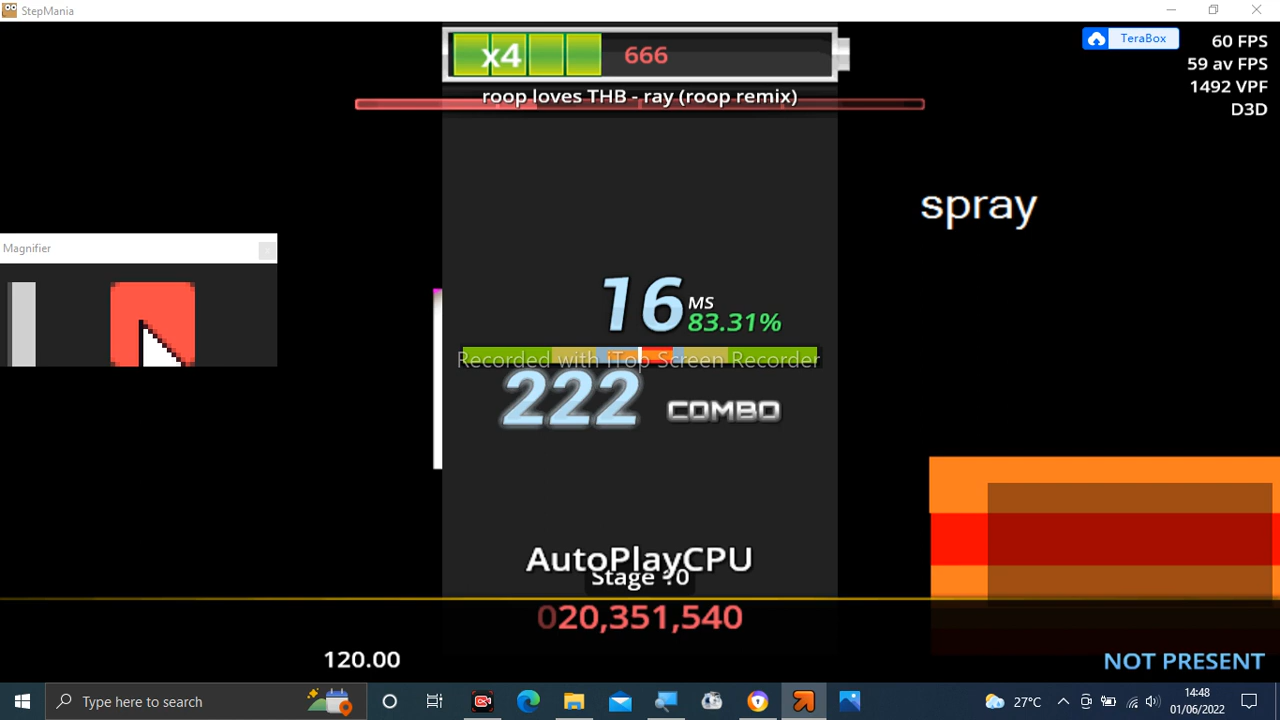 StepMania
TeraBox
60 FPS
59 av FPS
1492 VPF
D3D
x4
666
roop loves THB - ray (roop remix)
spray
Magnifier
16 MS
83.31%
Recorded with iTop Screen Recorder
222 COMBO
AutoPlayCPU
Stage 10
020,351,540
120.00
NOT PRESENT
Type here to search
27°C
14:48
01/06/2022